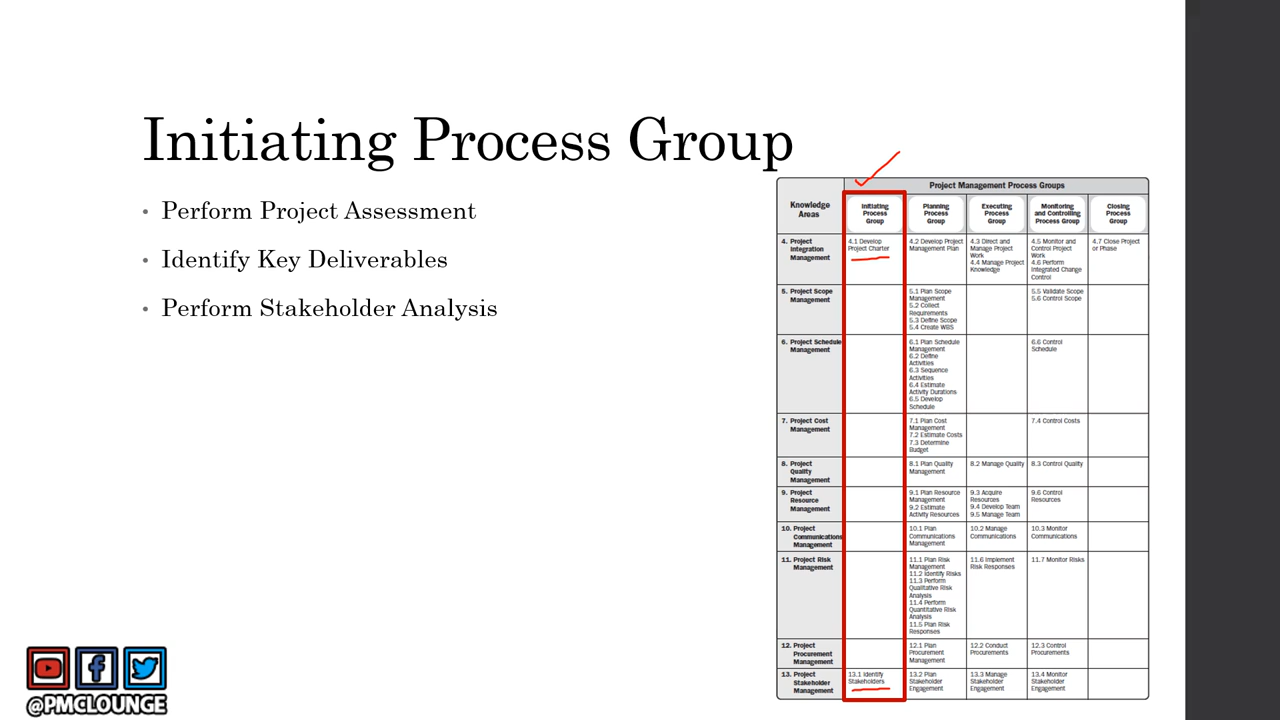 Initiating Process Group
• Perform Project Assessment
• Identify Key Deliverables
• Perform Stakeholder Analysis
Knowledge
Areas
Project Management Process Groups
Initiating
Process
Group
Planning
Process
Group
Executing
Process
Group
Monitoring
and Controlling
Process Group
Closing
Process
Group
4. Project
Integration
Management
4.1 Develop
Project Charter
4.2 Develop Project
Management Plan
4.3 Direct and
Manage Project
Work
4.4 Manage Project
Knowledge
4.5 Monitor and
Control Project
Work
4.6 Perform
Integrated Change
Control
4.7 Close Project
or Phase
5. Project Scope
Management
5.1 Plan Scope
Management
5.2 Collect
Requirements
5.3 Define Scope
5.4 Create WBS
5.5 Validate Scope
5.6 Control Scope
6. Project Schedule
Management
6.1 Plan Schedule
Management
6.2 Define
Activities
6.3 Sequence
Activities
6.4 Estimate
Activity Durations
6.5 Develop
Schedule
6.6 Control
Schedule
7. Project Cost
Management
7.1 Plan Cost
Management
7.2 Estimate Costs
7.3 Determine
Budget
7.4 Control Costs
8. Project
Quality
Management
8.1 Plan Quality
Management
8.2 Manage Quality
8.3 Control Quality
9. Project
Resource
Management
9.1 Plan Resource
Management
9.2 Estimate
Activity Resources
9.3 Acquire
Resources
9.4 Develop Team
9.5 Manage Team
9.6 Control
Resources
10. Project
Communications
Management
10.1 Plan
Communications
Management
10.2 Manage
Communications
10.3 Monitor
Communications
11. Project Risk
Management
11.1 Plan Risk
Management
11.2 Identify Risks
11.3 Perform
Qualitative Risk
Analysis
11.4 Perform
Quantitative Risk
Analysis
11.5 Plan Risk
Responses
11.6 Implement
Risk Responses
11.7 Monitor Risks
12. Project
Procurement
Management
12.1 Plan
Procurement
Management
12.2 Conduct
Procurements
12.3 Control
Procurements
13. Project
Stakeholder
Management
13.1 Identify
Stakeholders
13.2 Plan
Stakeholder
Engagement
13.3 Manage
Stakeholder
Engagement
13.4 Monitor
Stakeholder
Engagement
@PMCLOUNGE